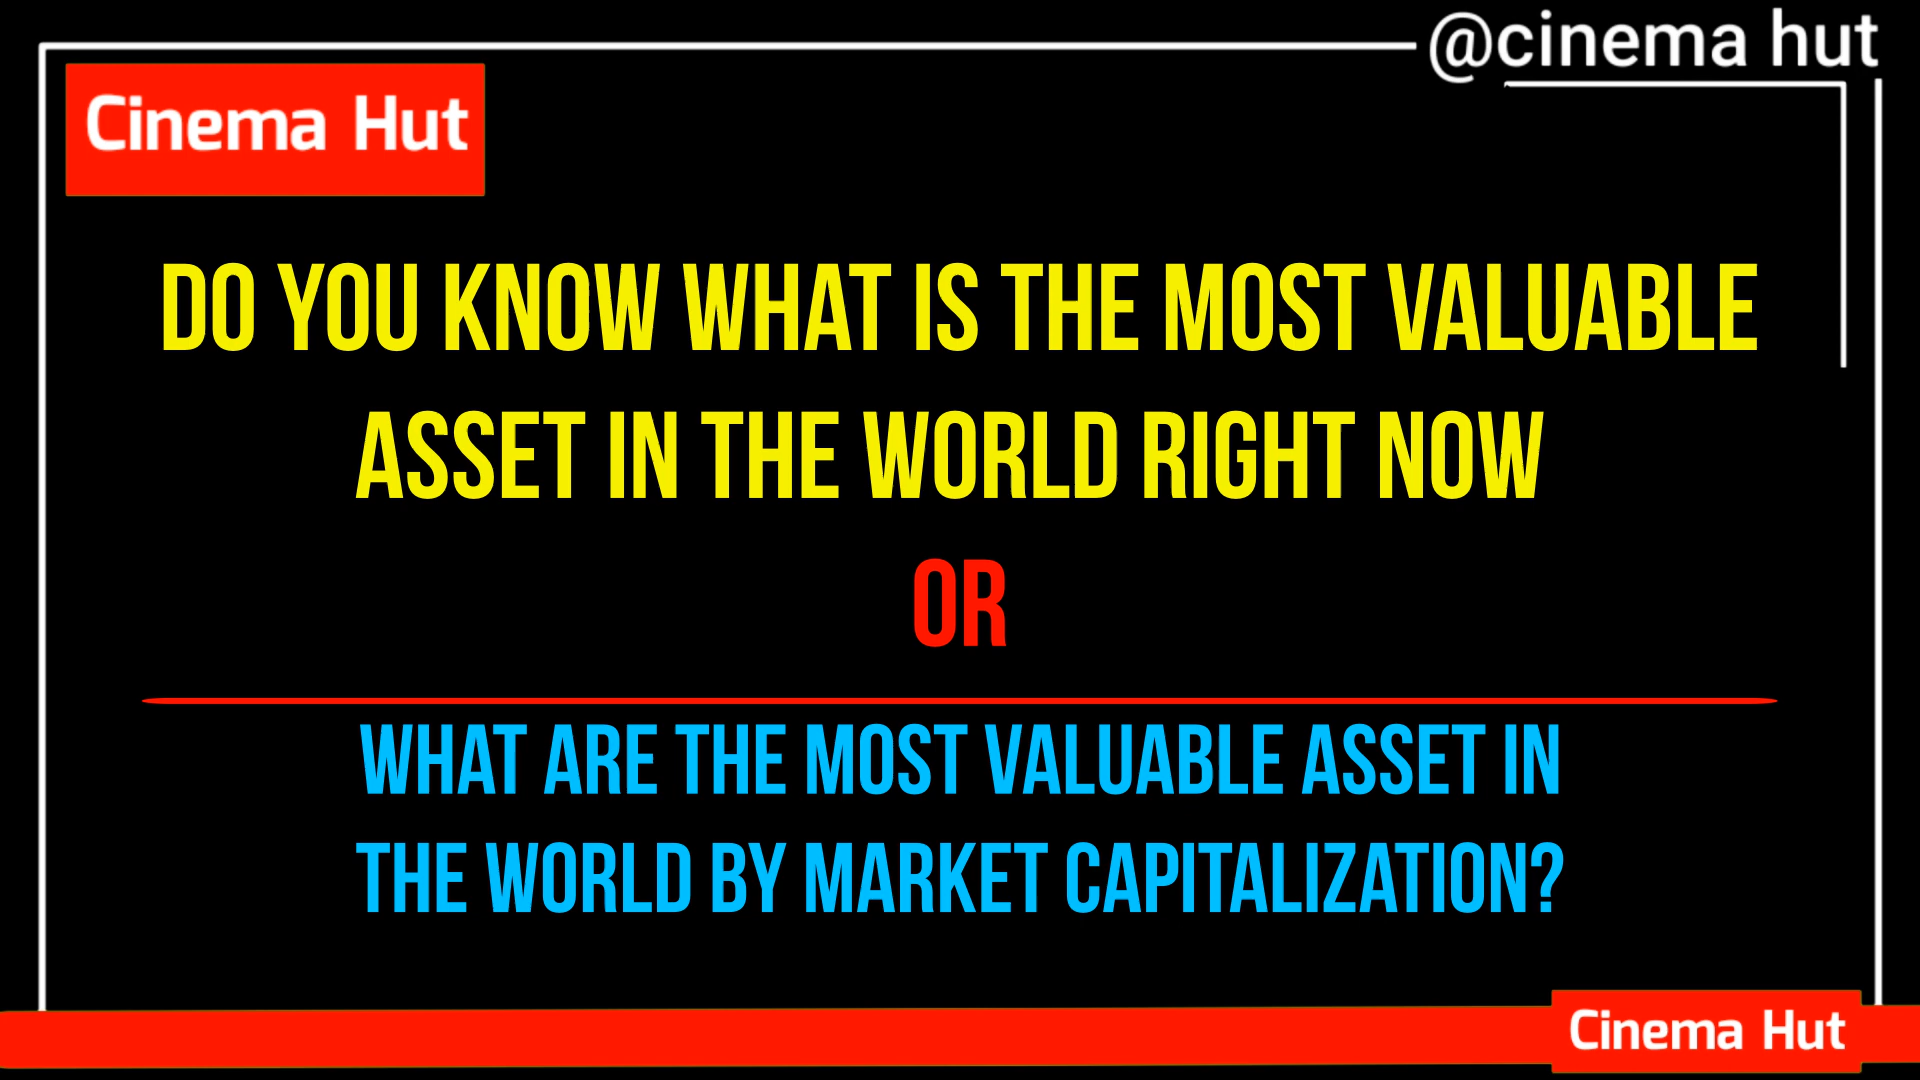 @cinema hut
Cinema Hut
DO YOU KNOW WHAT IS THE MOST VALUABLE
ASSET IN THE WORLD RIGHT NOW
OR
WHAT ARE THE MOST VALUABLE ASSET IN
THE WORLD BY MARKET CAPITALIZATION?
Cinema Hut